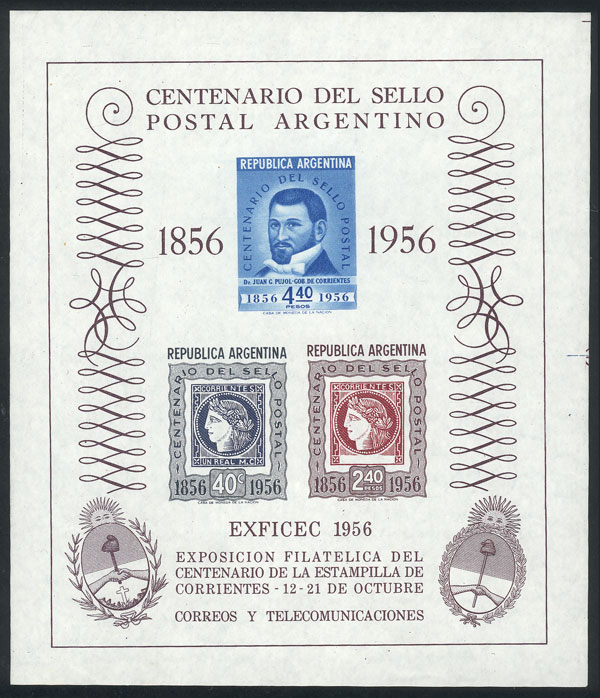 CENTENARIO DEL SELLO
POSTAL ARGENTINO
REPUBLICA ARGENTINA
CENTENARIO DEL SELLO POSTAL
1856
1956
Dr. JUAN G. PUJOL-GOB. DE CORRIENTES
1856 4.40 1956
PESOS
CASA DE MONEDA DE LA NACION
REPUBLICA ARGENTINA
CENTENARIO DEL SELLO POSTAL
CORRIENTES
UN REAL M.C.
1856 40c 1956
CASA DE MONEDA DE LA NACION
REPUBLICA ARGENTINA
CENTENARIO DEL SELLO POSTAL
CORRIENTES
1856 2.40 1956
PESOS
CASA DE MONEDA DE LA NACION
EXFICEC 1956
EXPOSICION FILATELICA DEL
CENTENARIO DE LA ESTAMPILLA DE
CORRIENTES - 12-21 DE OCTUBRE
CORREOS Y TELECOMUNICACIONES